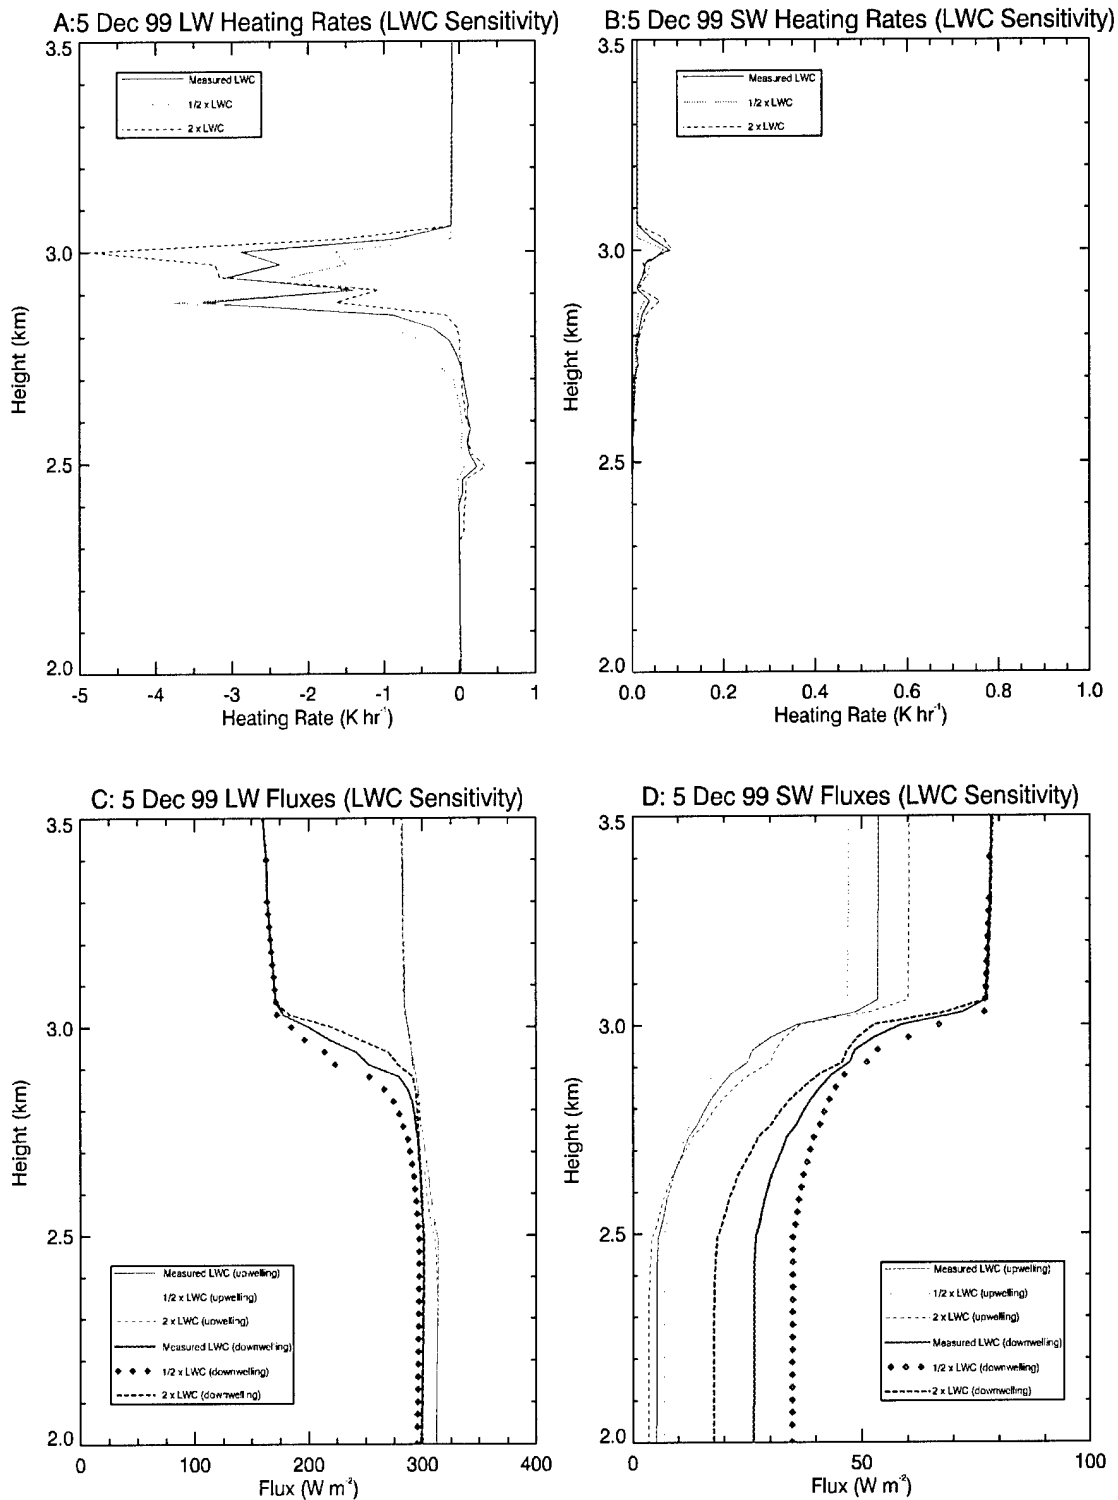 A:5 Dec 99 LW Heating Rates (LWC Sensitivity)
3.5
3.0
2.5
2.0
Height (km)
Measured LWC
1/2 x LWC
2 x LWC
-5 -4 -3 -2 -1 0 1
Heating Rate (K hr⁻¹)
B:5 Dec 99 SW Heating Rates (LWC Sensitivity)
3.5
3.0
2.5
2.0
Height (km)
Measured LWC
1/2 x LWC
2 x LWC
0.0 0.2 0.4 0.6 0.8 1.0
Heating Rate (K hr⁻¹)
C: 5 Dec 99 LW Fluxes (LWC Sensitivity)
3.5
3.0
2.5
2.0
Height (km)
Measured LWC (upwelling)
1/2 x LWC (upwelling)
2 x LWC (upwelling)
Measured LWC (downwelling)
1/2 x LWC (downwelling)
2 x LWC (downwelling)
0 100 200 300 400
Flux (W m⁻²)
D: 5 Dec 99 SW Fluxes (LWC Sensitivity)
3.5
3.0
2.5
2.0
Height (km)
Measured LWC (upwelling)
1/2 x LWC (upwelling)
2 x LWC (upwelling)
Measured LWC (downwelling)
1/2 x LWC (downwelling)
2 x LWC (downwelling)
0 50 100
Flux (W m⁻²)